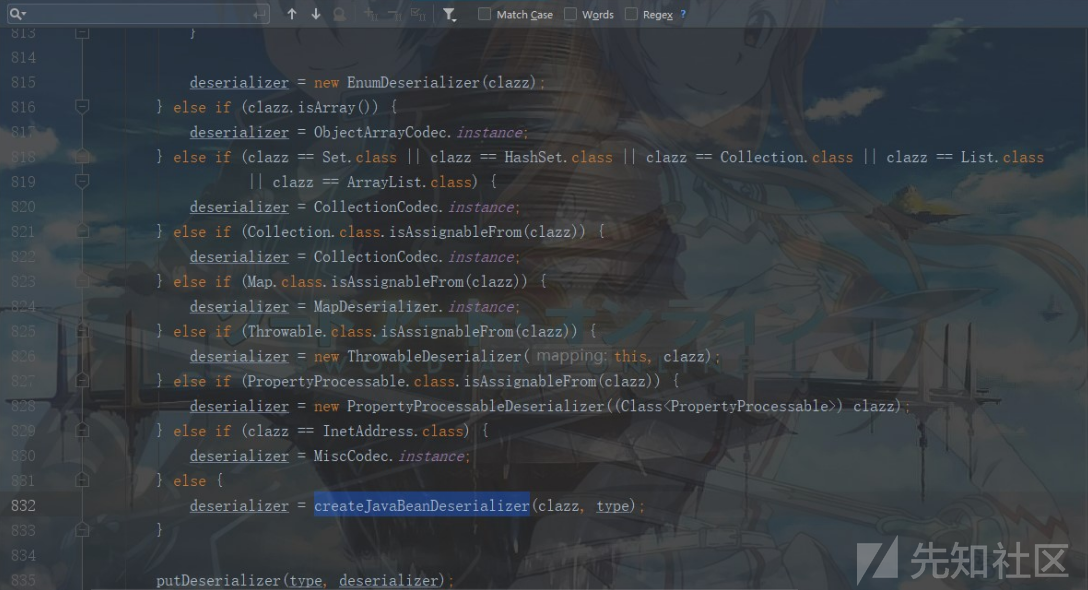 Match Case Words Regex ?
813 }
814
815 deserializer = new EnumDeserializer(clazz);
816 } else if (clazz.isArray()) {
817 deserializer = ObjectArrayCodec.instance;
818 } else if (clazz == Set.class || clazz == HashSet.class || clazz == Collection.class || clazz == List.class
819 || clazz == ArrayList.class) {
820 deserializer = CollectionCodec.instance;
821 } else if (Collection.class.isAssignableFrom(clazz)) {
822 deserializer = CollectionCodec.instance;
823 } else if (Map.class.isAssignableFrom(clazz)) {
824 deserializer = MapDeserializer.instance;
825 } else if (Throwable.class.isAssignableFrom(clazz)) {
826 deserializer = new ThrowableDeserializer( mapping: this, clazz);
827 } else if (PropertyProcessable.class.isAssignableFrom(clazz)) {
828 deserializer = new PropertyProcessableDeserializer((Class<PropertyProcessable>) clazz);
829 } else if (clazz == InetAddress.class) {
830 deserializer = MiscCodec.instance;
831 } else {
832 deserializer = createJavaBeanDeserializer(clazz, type);
833 }
834
835 putDeserializer(type, deserializer);
先知社区